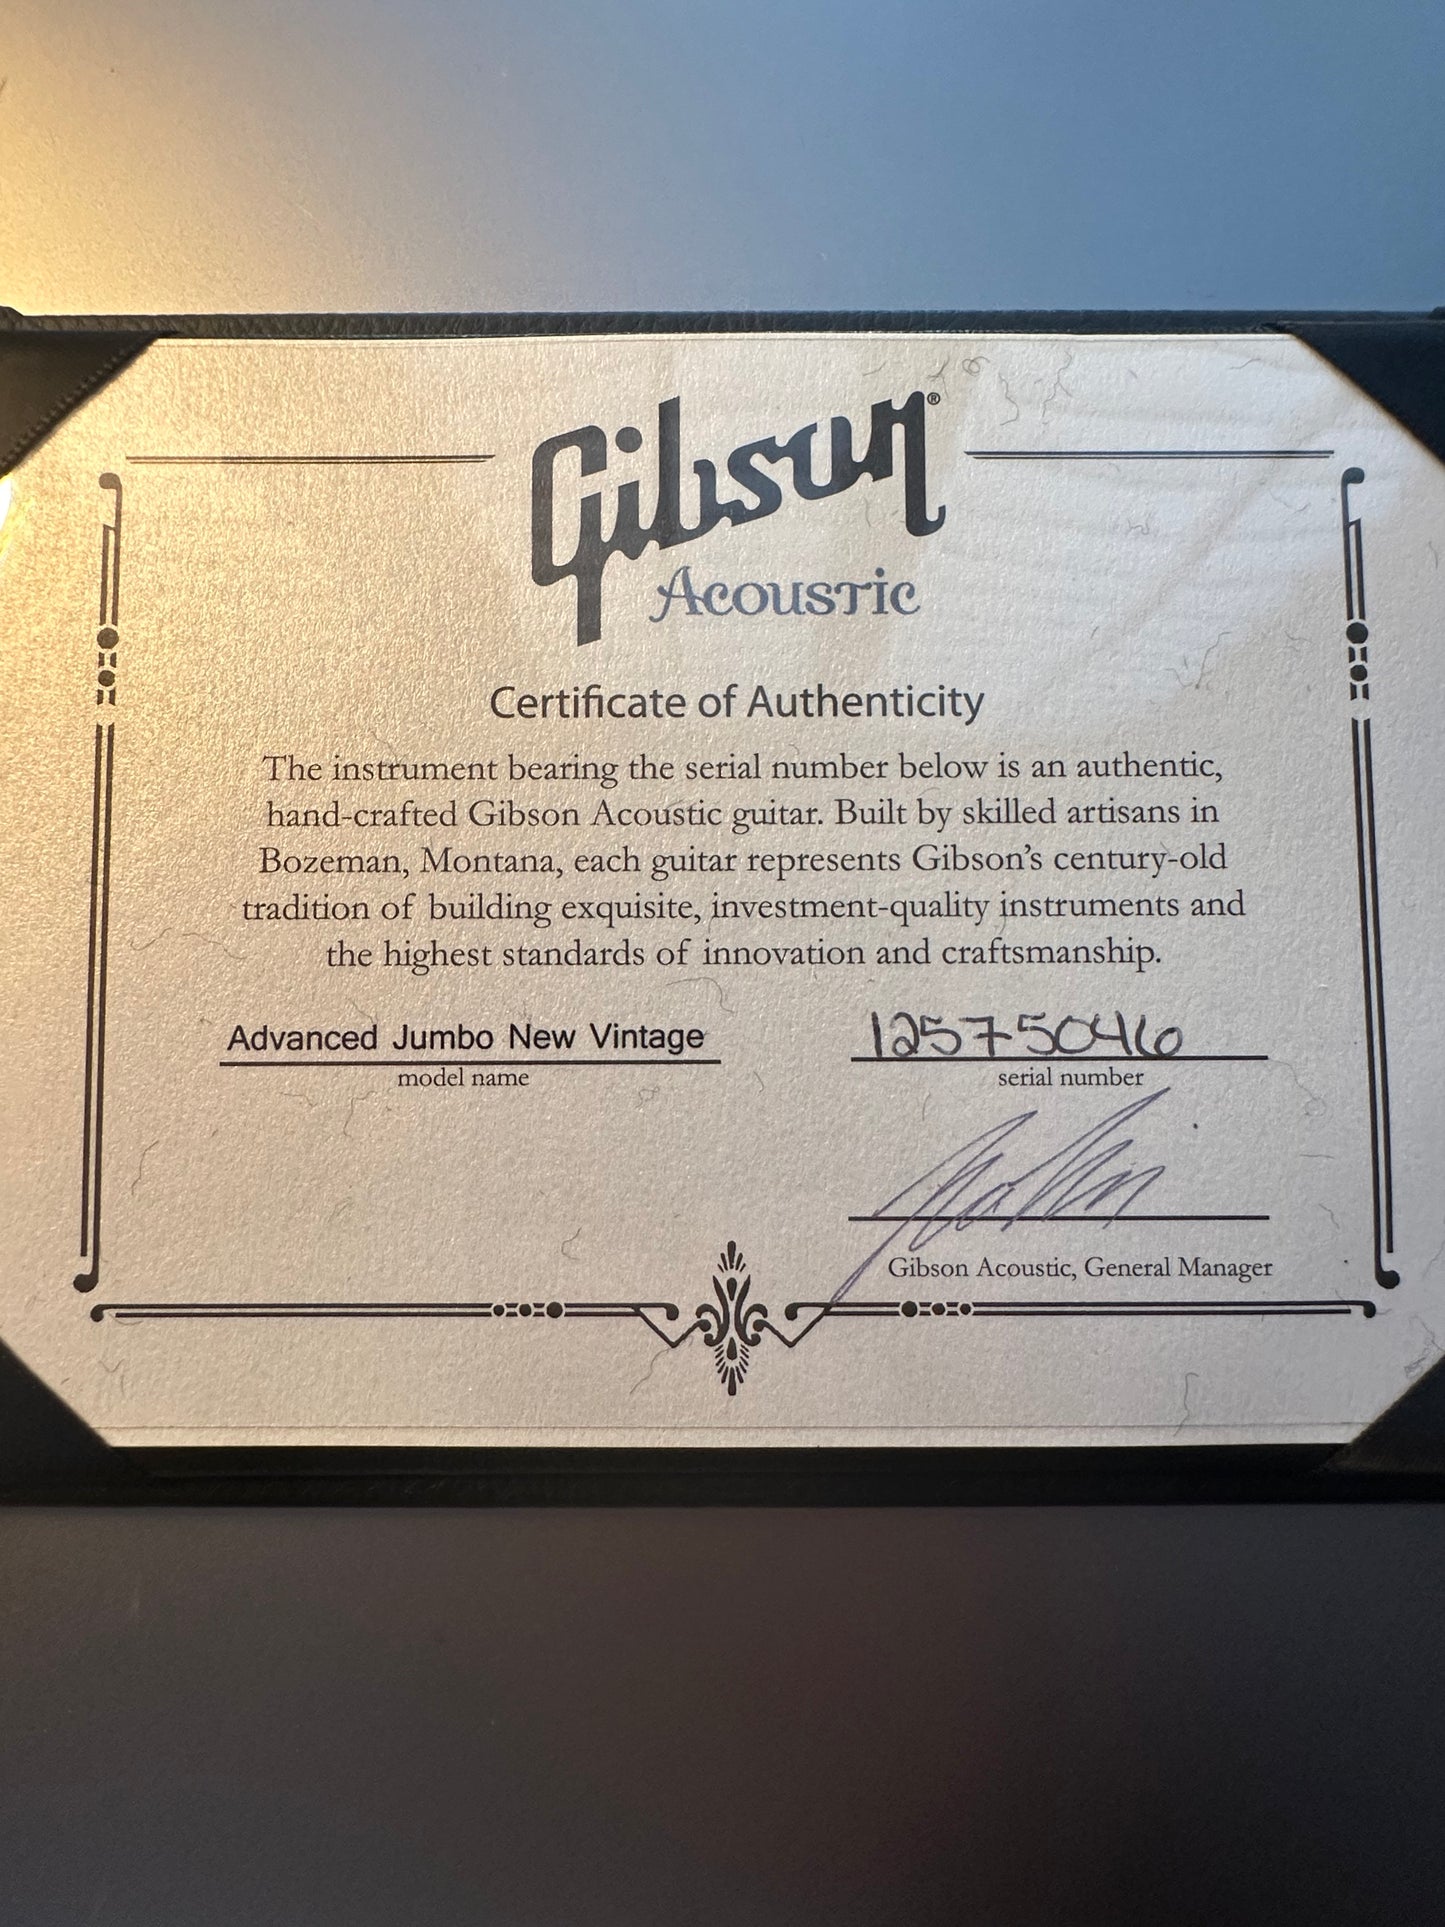 Gibson®
Acoustic
Certificate of Authenticity
The instrument bearing the serial number below is an authentic,
hand-crafted Gibson Acoustic guitar. Built by skilled artisans in
Bozeman, Montana, each guitar represents Gibson's century-old
tradition of building exquisite, investment-quality instruments and
the highest standards of innovation and craftsmanship.
Advanced Jumbo New Vintage 12575046
model name serial number
Gibson Acoustic, General Manager